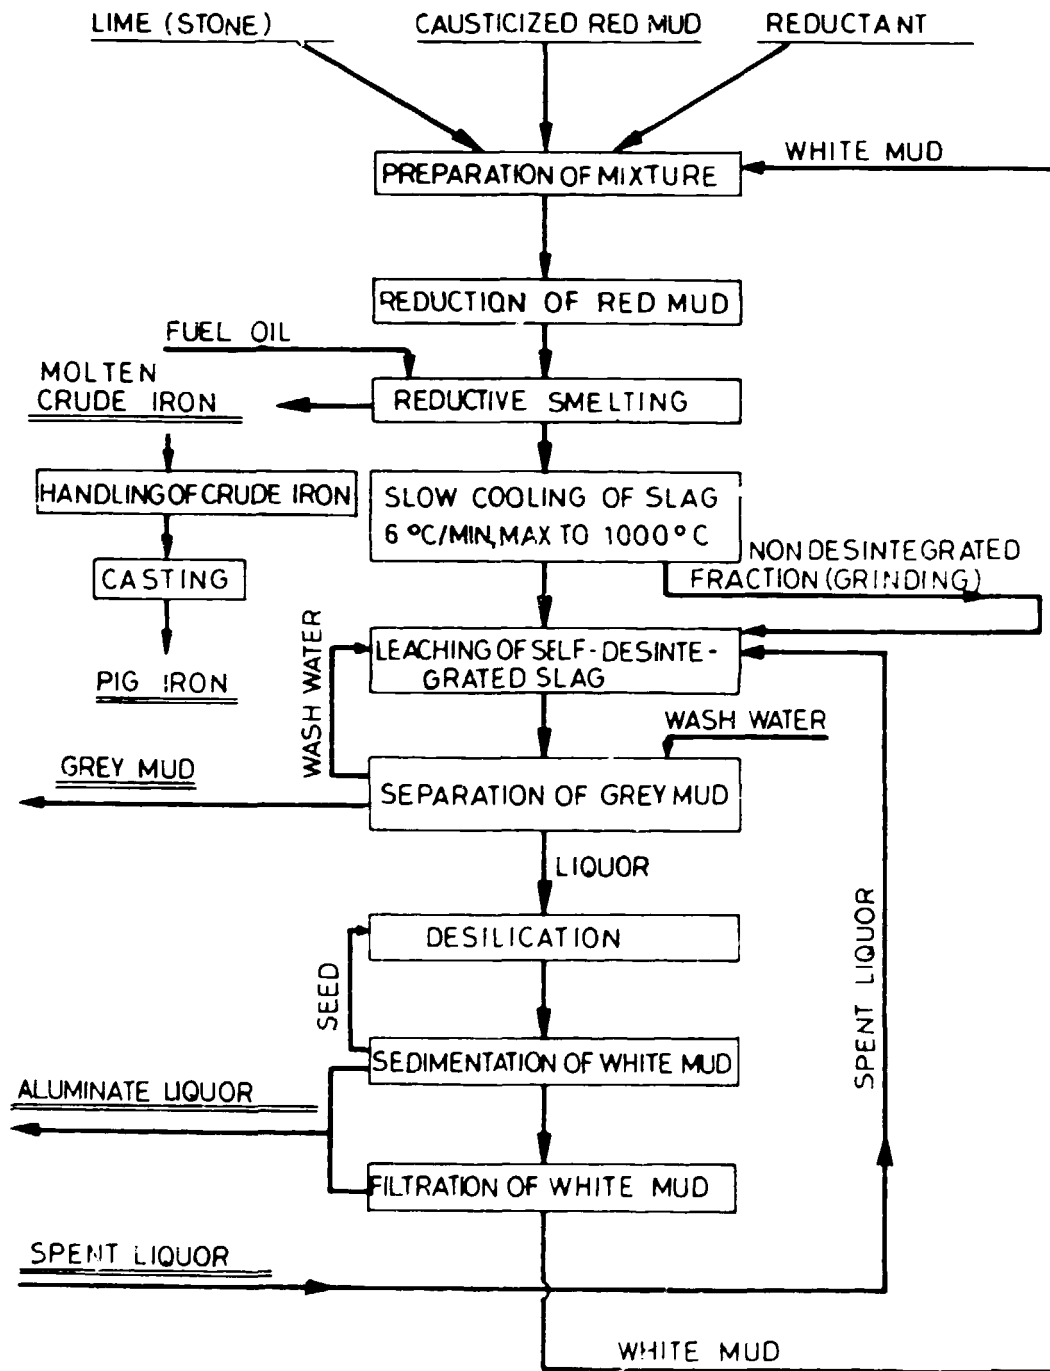 LIME (STONE)
CAUSTICIZED RED MUD
REDUCTANT
WHITE MUD
PREPARATION OF MIXTURE
REDUCTION OF RED MUD
FUEL OIL
MOLTEN
CRUDE IRON
REDUCTIVE SMELTING
HANDLING OF CRUDE IRON
SLOW COOLING OF SLAG
6 °C/MIN, MAX TO 1000°C
NON DESINTEGRATED
FRACTION (GRINDING)
CASTING
PIG IRON
WASH WATER
LEACHING OF SELF-DESINTE-
GRATED SLAG
WASH WATER
GREY MUD
SEPARATION OF GREY MUD
LIQUOR
DESILICATION
SEED
SPENT LIQUOR
SEDIMENTATION OF WHITE MUD
ALUMINATE LIQUOR
FILTRATION OF WHITE MUD
SPENT LIQUOR
WHITE MUD